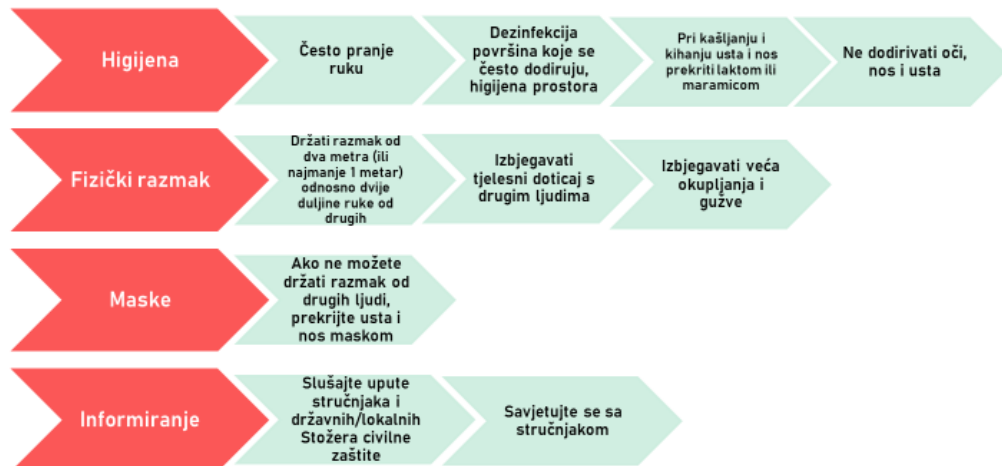 Higijena
Često pranje
ruku
Dezinfekcija
površina koje se
često dodiruju,
higijena prostora
Pri kašljanju i
kihanju usta i nos
prekriti laktom ili
maramicom
Ne dodirivati oči,
nos i usta
Fizički razmak
Držati razmak od
dva metra (ili
najmanje 1 metar)
odnosno dvije
duljine ruke od
drugih
Izbjegavati
tjelesni doticaj s
drugim ljudima
Izbjegavati veća
okupljanja i
gužve
Maske
Ako ne možete
držati razmak od
drugih ljudi,
prekrijte usta i
nos maskom
Informiranje
Slušajte upute
stručnjaka i
državnih/lokalnih
Stožera civilne
zaštite
Savjetujte se sa
stručnjakom